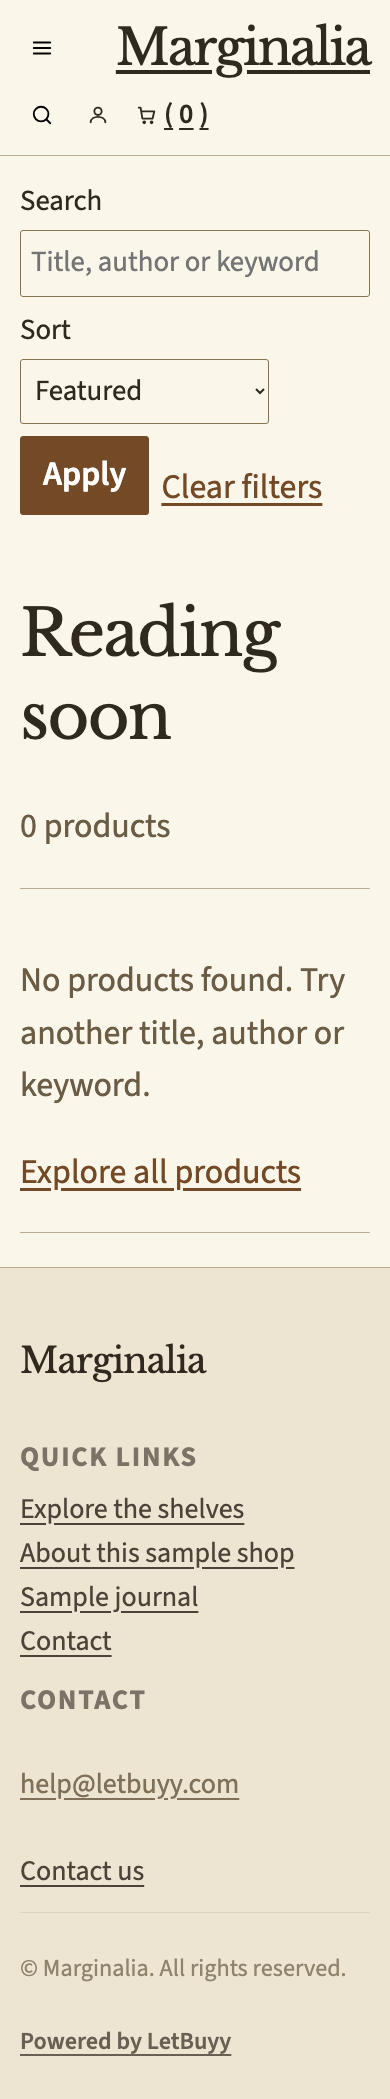 Marginalia
( 0 )
Search
Title, author or keyword
Sort
Featured
Apply
Clear filters
Reading
soon
0 products
No products found. Try
another title, author or
keyword.
Explore all products
Marginalia
QUICK LINKS
Explore the shelves
About this sample shop
Sample journal
Contact
CONTACT
help@letbuyy.com
Contact us
© Marginalia. All rights reserved.
Powered by LetBuyy